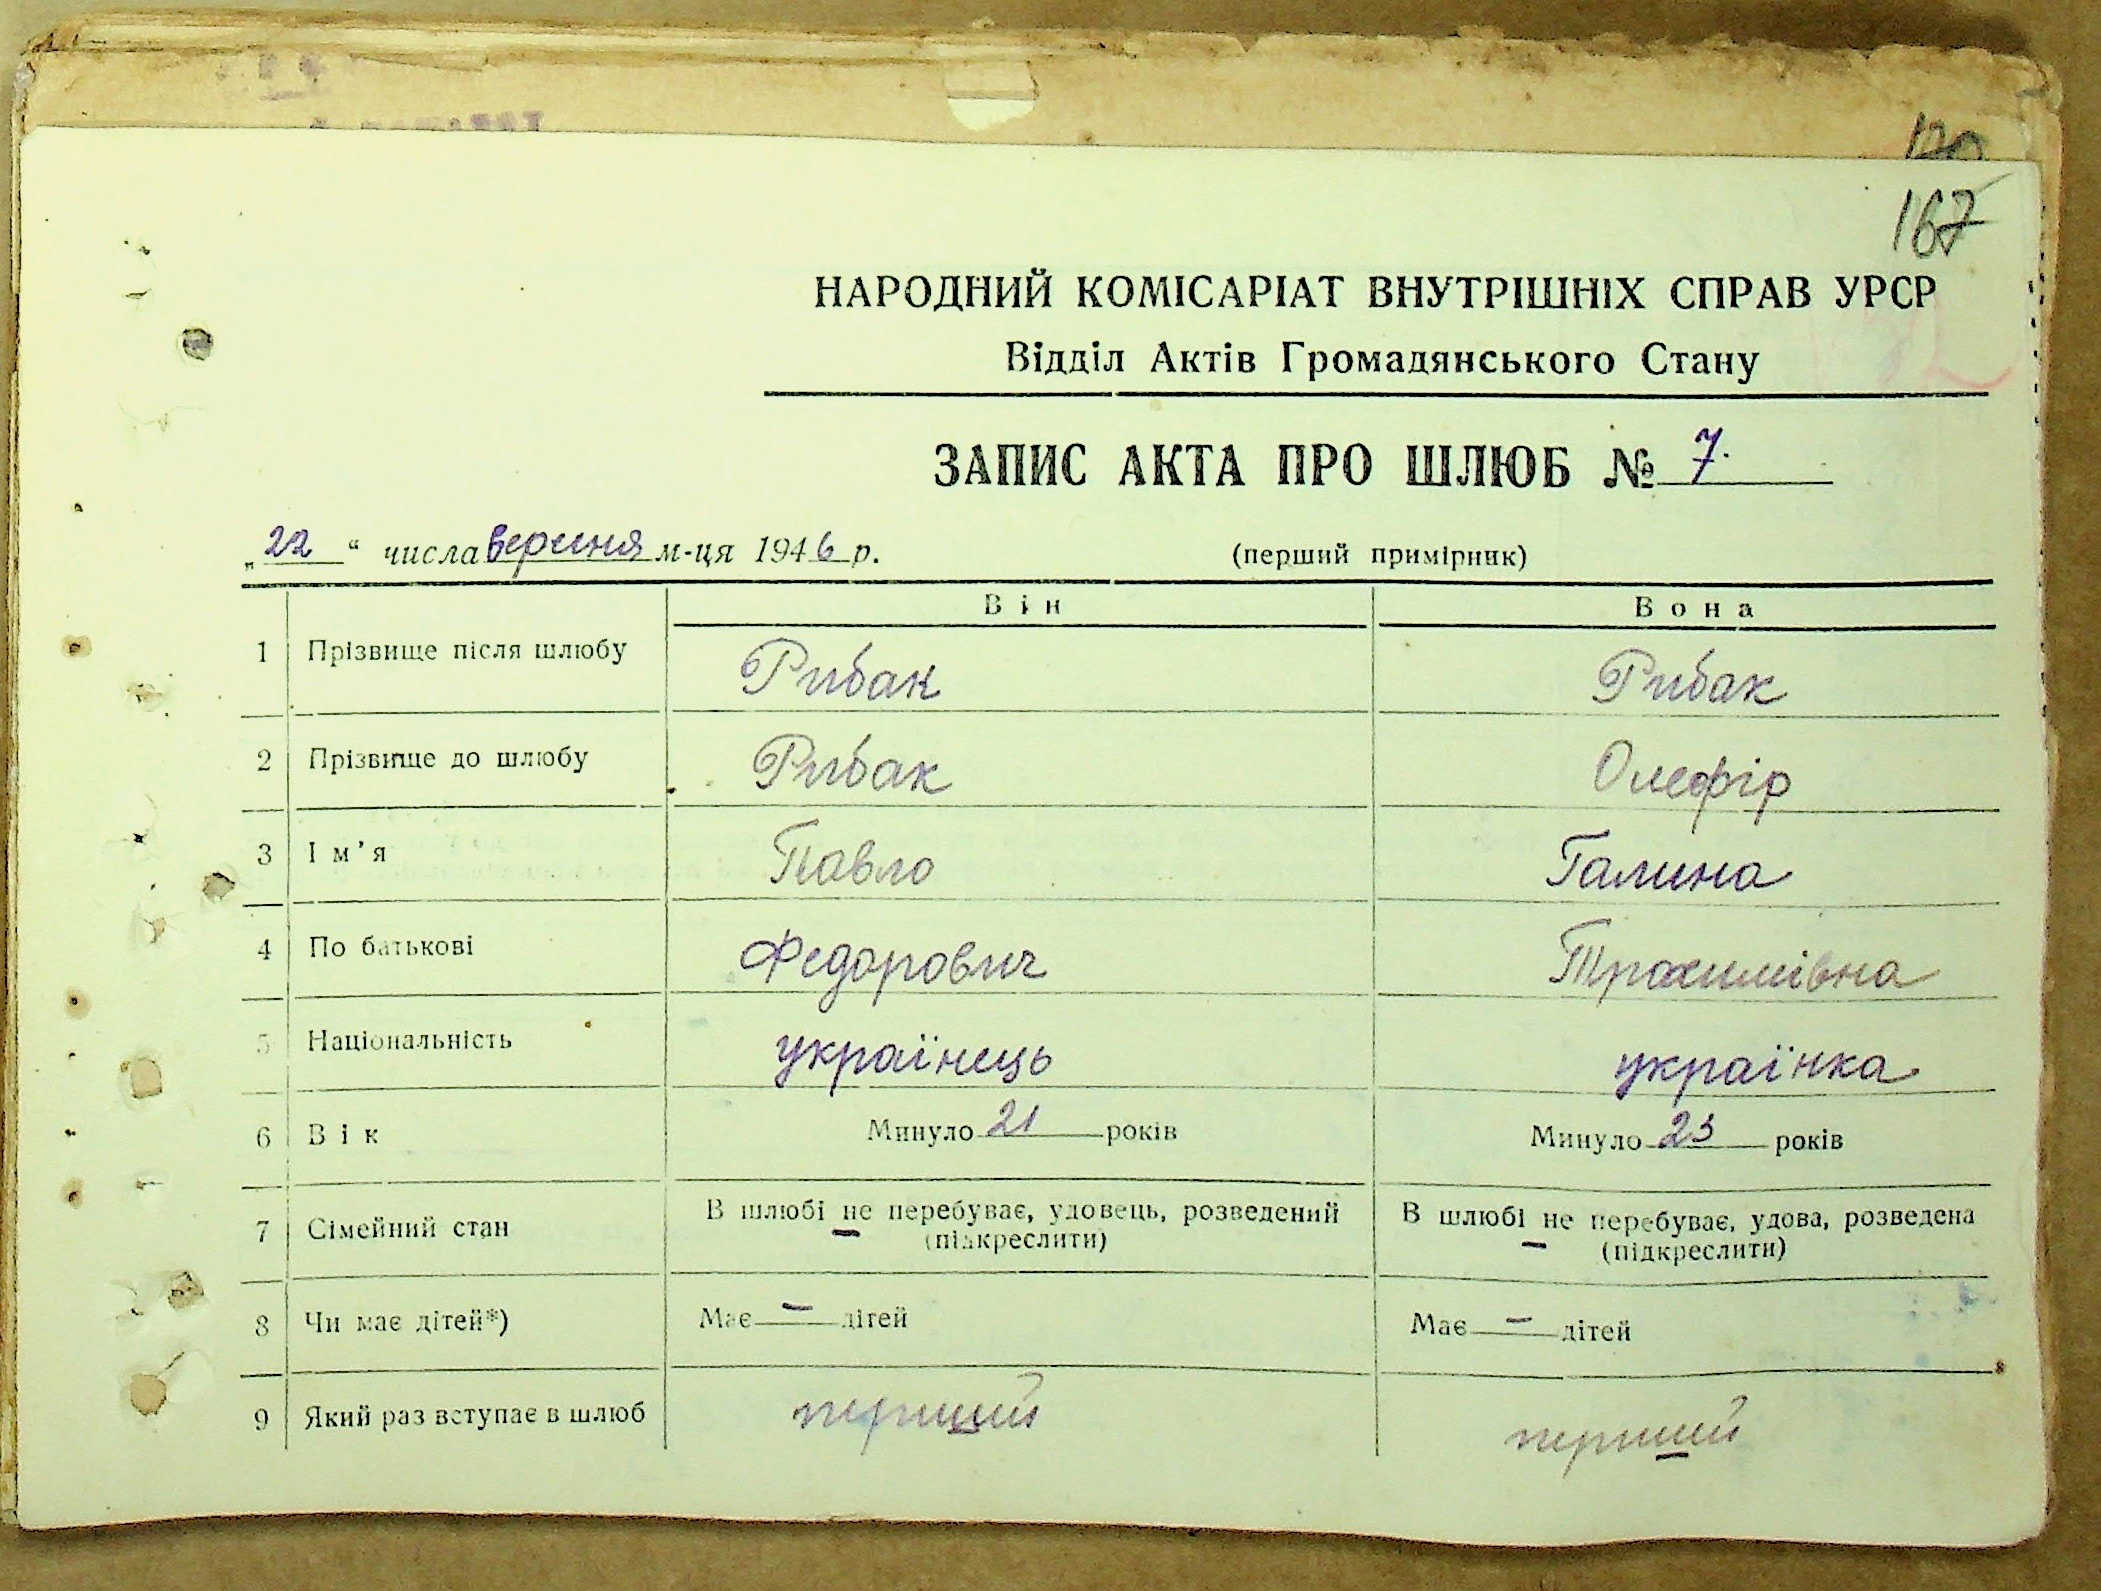 120
167
НАРОДНИЙ КОМІСАРІАТ ВНУТРІШНІХ СПРАВ УРСР
Відділ Актів Громадянського Стану
ЗАПИС АКТА ПРО ШЛЮБ № 7.
„22“ числа вересня м-ця 1946 р. (перший примірник)
Він Вона
1 Прізвище після шлюбу Рибак Рибак
2 Прізвище до шлюбу Рибак Олефір
3 Ім’я Павло Галина
4 По батькові Федорович Трохимівна
5 Національність українець українка
6 Вік Минуло 21 років Минуло 23 років
7 Сімейний стан В шлюбі не перебуває, удовець, розведений В шлюбі не перебуває, удова, розведена
(підкреслити) (підкреслити)
8 Чи має дітей*) Має — дітей Має — дітей
9 Який раз вступає в шлюб перший перший